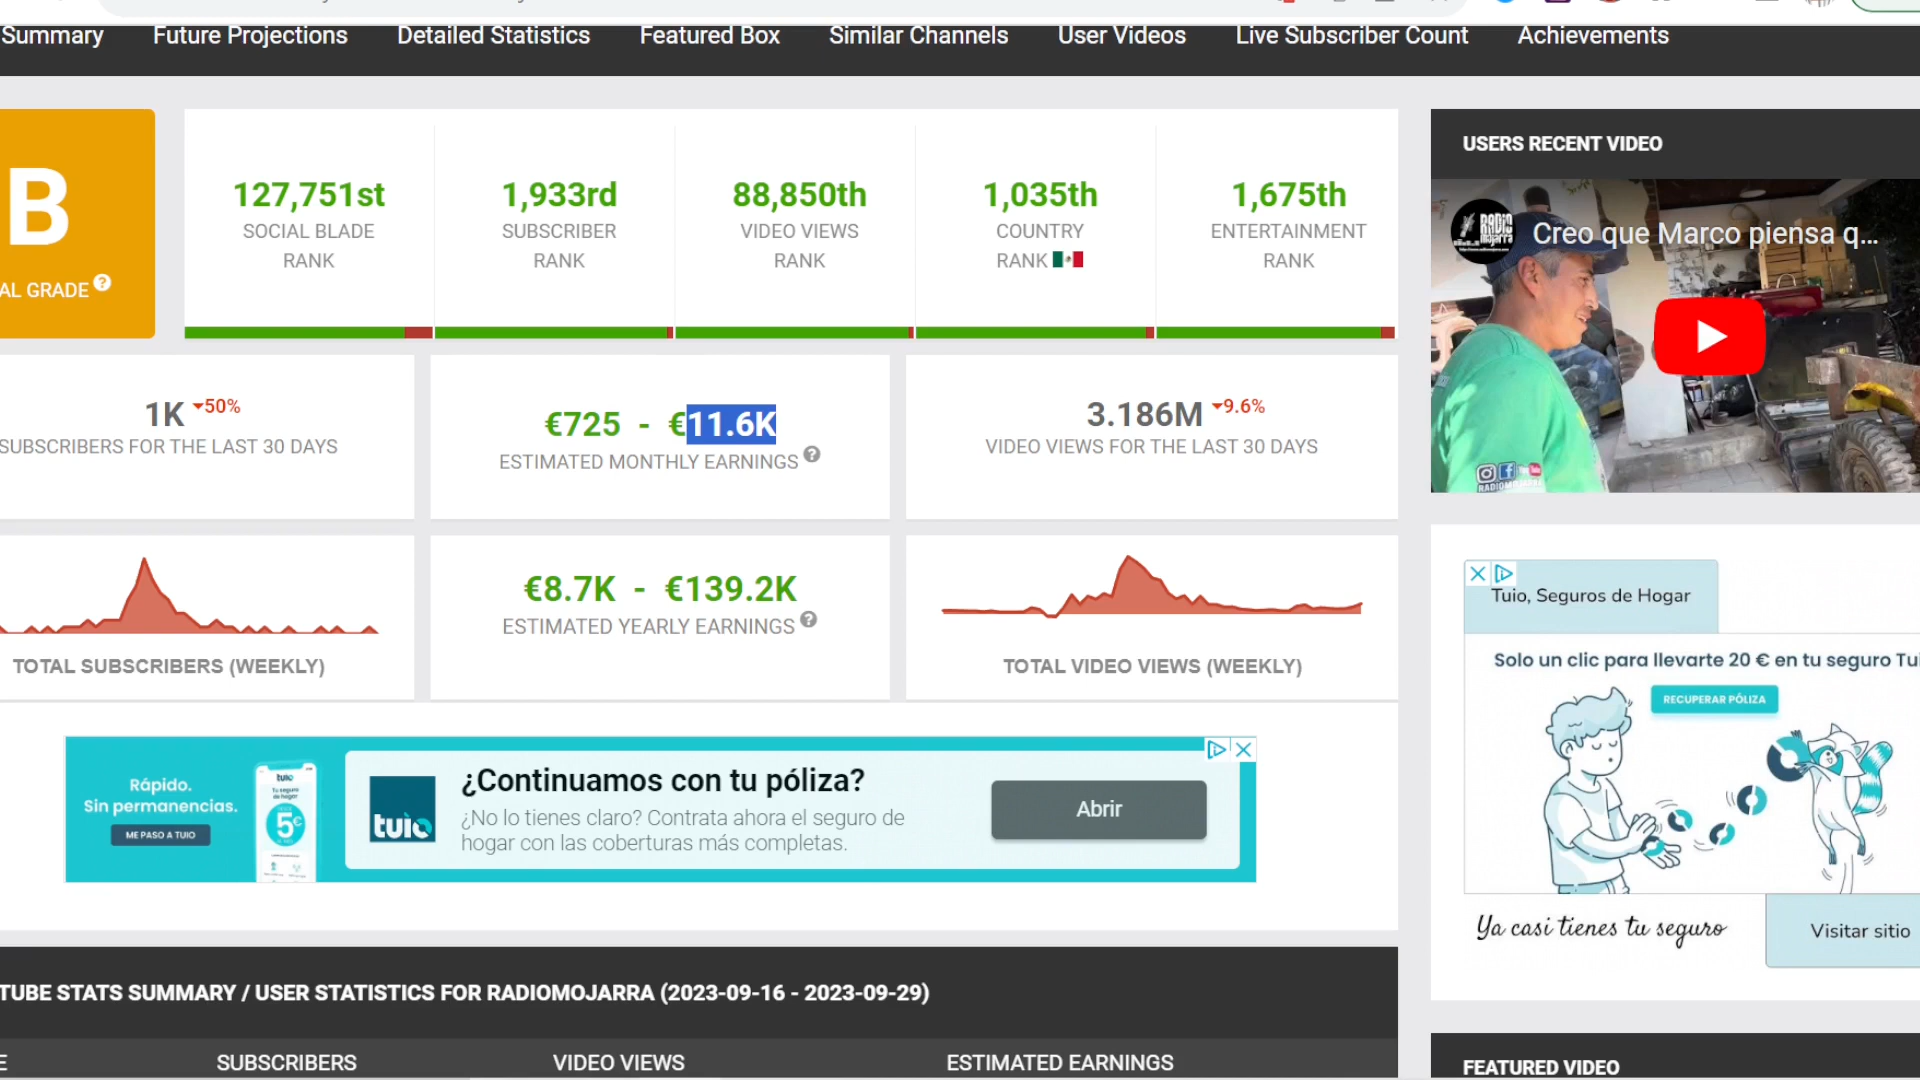 Summary
Future Projections
Detailed Statistics
Featured Box
Similar Channels
User Videos
Live Subscriber Count
Achievements
B
AL GRADE ?
127,751st
SOCIAL BLADE
RANK
1,933rd
SUBSCRIBER
RANK
88,850th
VIDEO VIEWS
RANK
1,035th
COUNTRY
RANK
1,675th
ENTERTAINMENT
RANK
1K 50%
SUBSCRIBERS FOR THE LAST 30 DAYS
€725 - €11.6K
ESTIMATED MONTHLY EARNINGS ?
3.186M 9.6%
VIDEO VIEWS FOR THE LAST 30 DAYS
TOTAL SUBSCRIBERS (WEEKLY)
€8.7K - €139.2K
ESTIMATED YEARLY EARNINGS ?
TOTAL VIDEO VIEWS (WEEKLY)
Rápido.
Sin permanencias.
ME PASO A TUIO
tuio
5€
tuio
¿Continuamos con tu póliza?
¿No lo tienes claro? Contrata ahora el seguro de
hogar con las coberturas más completas.
Abrir
TUBE STATS SUMMARY / USER STATISTICS FOR RADIOMOJARRA (2023-09-16 - 2023-09-29)
E
SUBSCRIBERS
VIDEO VIEWS
ESTIMATED EARNINGS
USERS RECENT VIDEO
RADIO
mojarra
Creo que Marco piensa q...
RADIOMOJARRA
Tuio, Seguros de Hogar
Solo un clic para llevarte 20 € en tu seguro Tui
RECUPERAR PÓLIZA
Ya casi tienes tu seguro
Visitar sitio
FEATURED VIDEO